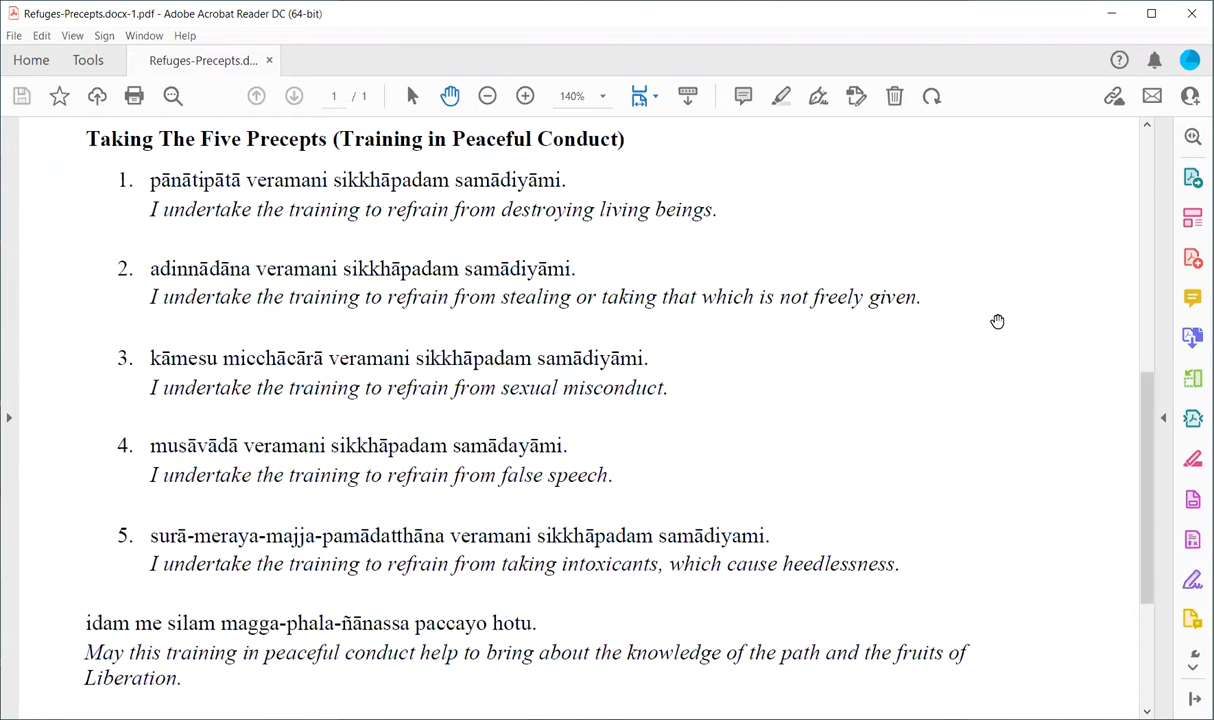 Refuges-Precepts.docx-1.pdf - Adobe Acrobat Reader DC (64-bit)
File Edit View Sign Window Help
Home Tools Refuges-Precepts.d... ×
1 / 1 140%
Taking The Five Precepts (Training in Peaceful Conduct)
1. pānātipātā veramani sikkhāpadam samādiyāmi.
I undertake the training to refrain from destroying living beings.
2. adinnādāna veramani sikkhāpadam samādiyāmi.
I undertake the training to refrain from stealing or taking that which is not freely given.
3. kāmesu micchācārā veramani sikkhāpadam samādiyāmi.
I undertake the training to refrain from sexual misconduct.
4. musāvādā veramani sikkhāpadam samādayāmi.
I undertake the training to refrain from false speech.
5. surā-meraya-majja-pamādatthāna veramani sikkhāpadam samādiyami.
I undertake the training to refrain from taking intoxicants, which cause heedlessness.
idam me silam magga-phala-ñānassa paccayo hotu.
May this training in peaceful conduct help to bring about the knowledge of the path and the fruits of
Liberation.